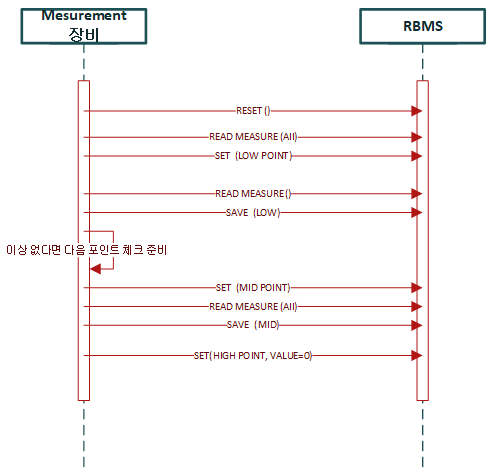 Mesurement
장비
RBMS
RESET()
READ MEASURE (All)
SET (LOW POINT)
READ MEASURE()
SAVE (LOW)
이상 없다면 다음 포인트 체크 준비
SET (MID POINT)
READ MEASURE (All)
SAVE (MID)
SET(HIGH POINT, VALUE=0)